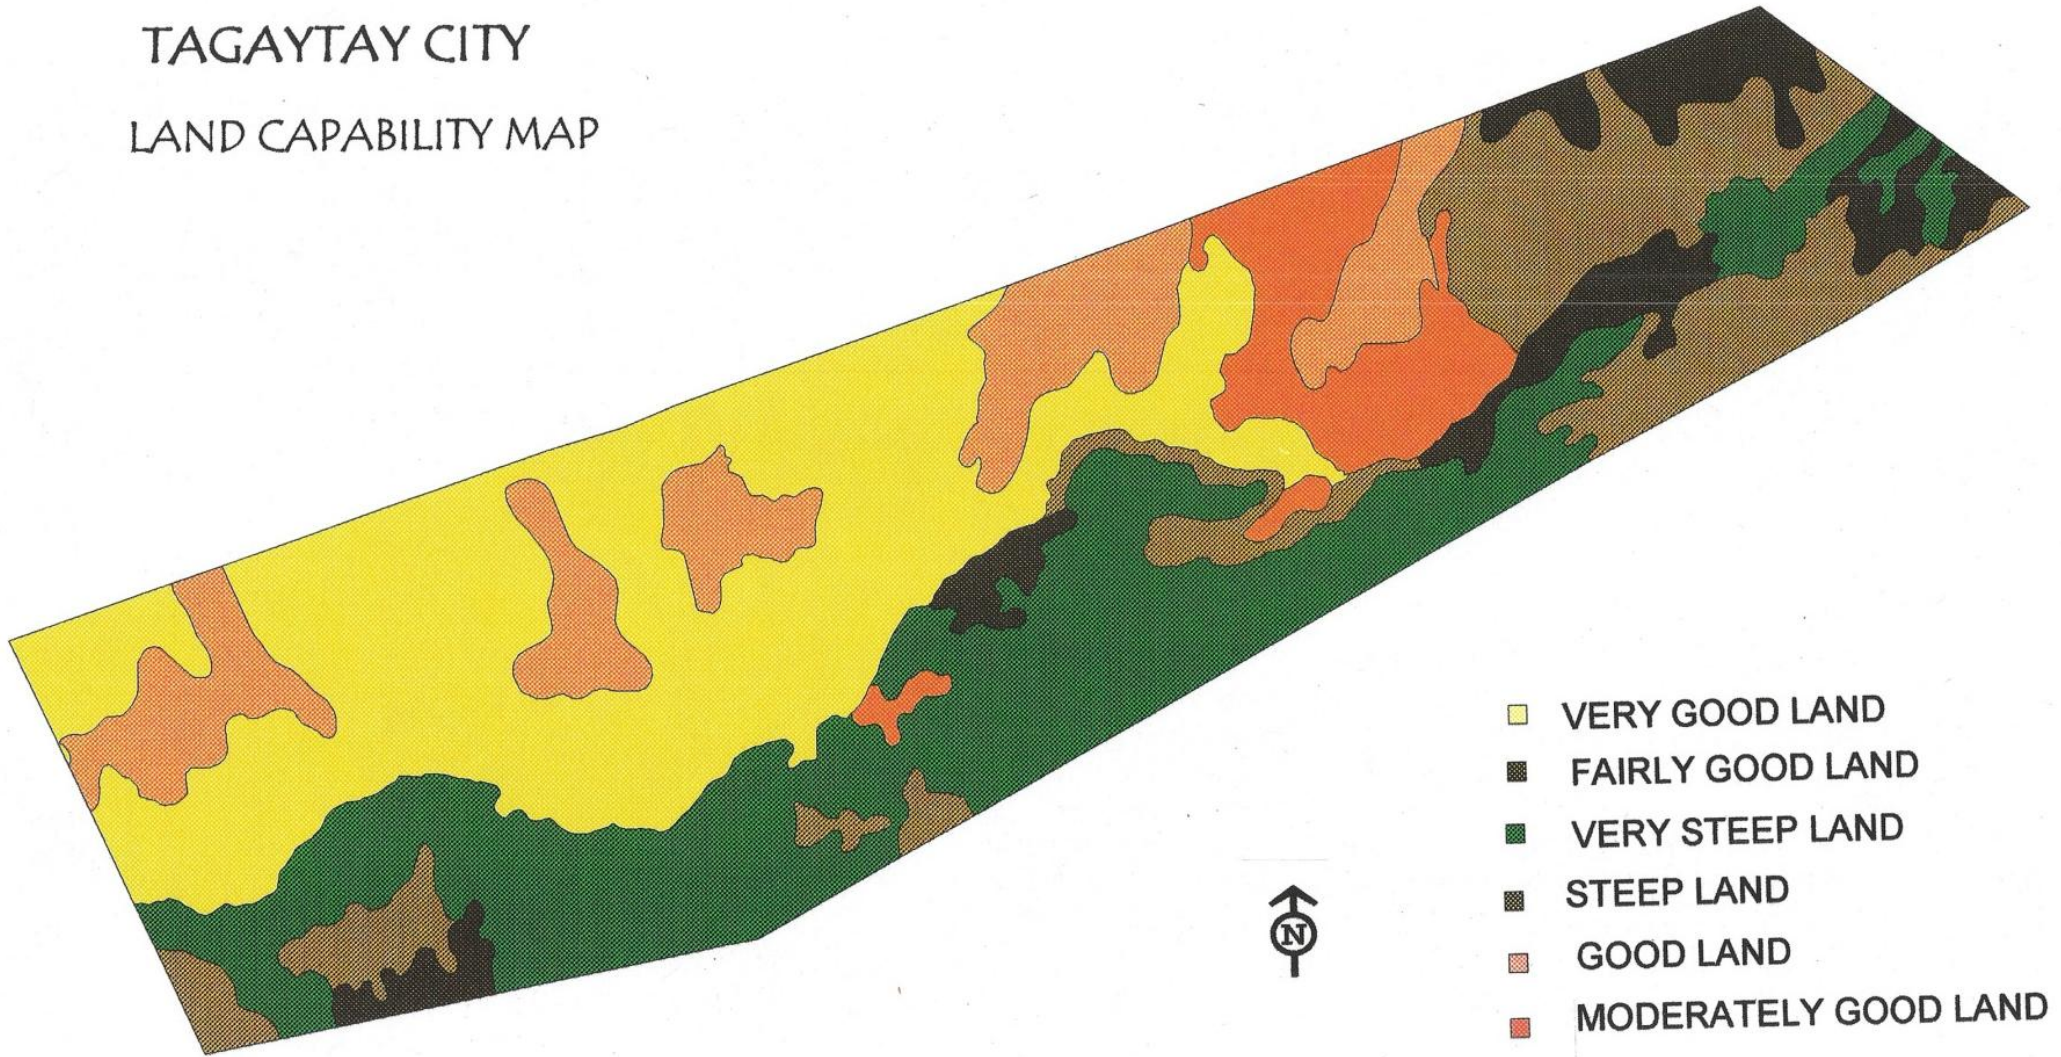 TAGAYTAY CITY
LAND CAPABILITY MAP
VERY GOOD LAND
FAIRLY GOOD LAND
VERY STEEP LAND
STEEP LAND
GOOD LAND
MODERATELY GOOD LAND
N